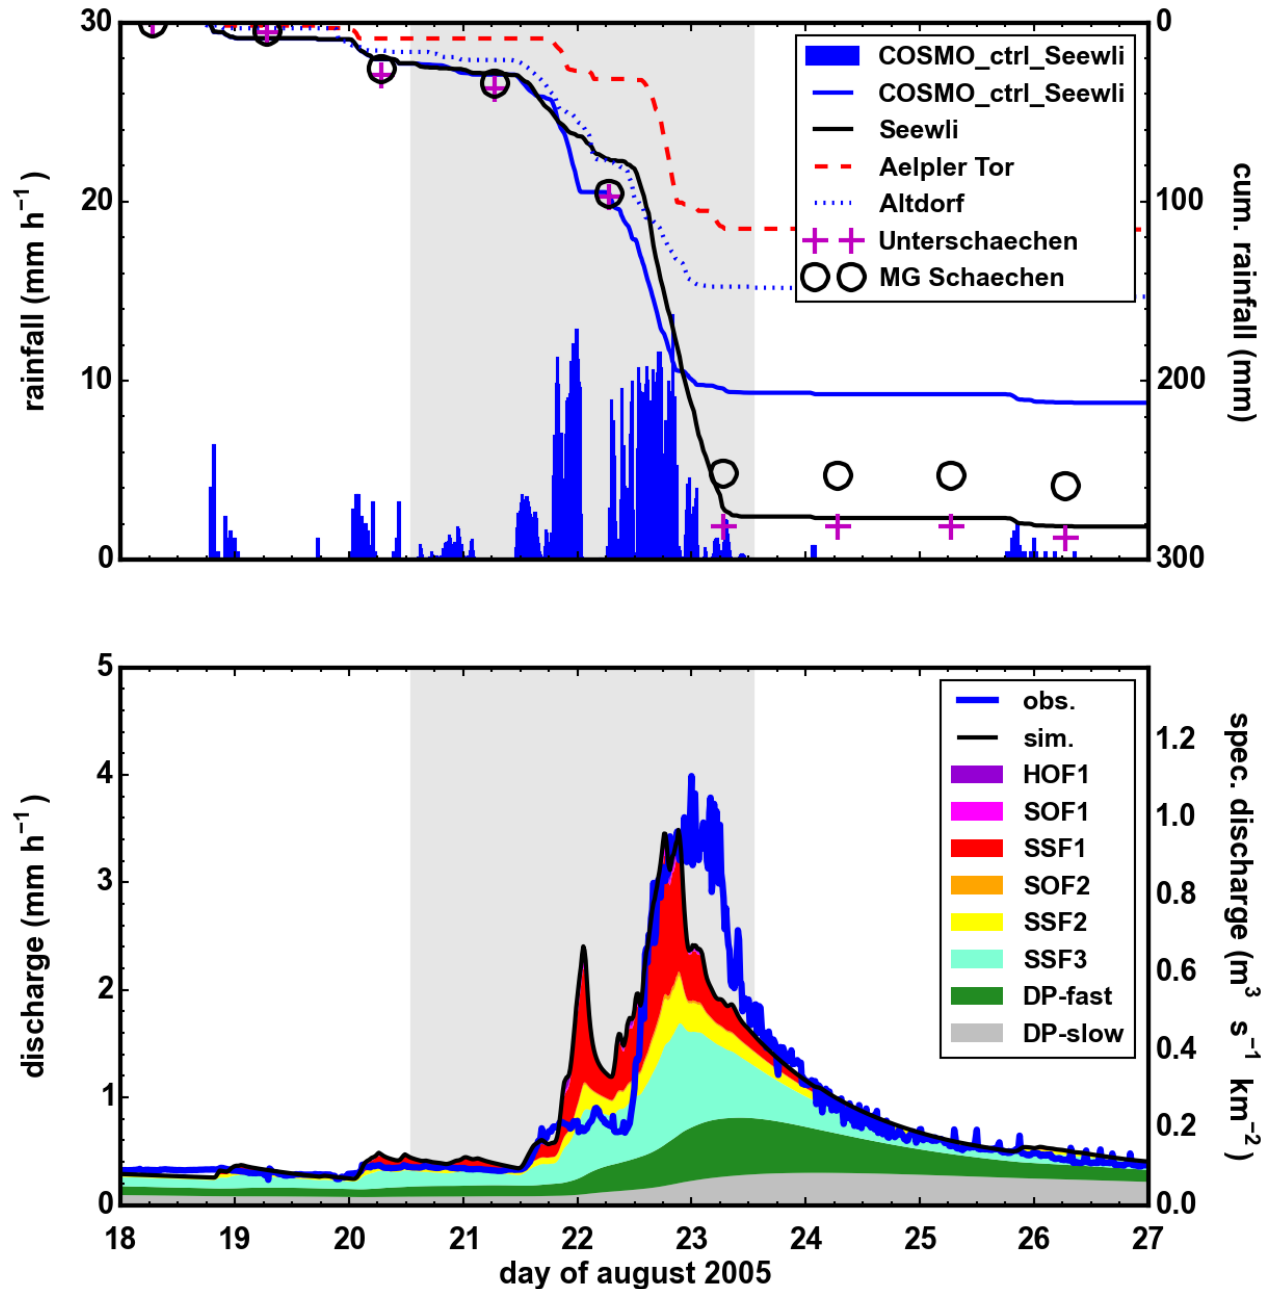 30
20
10
0
rainfall (mm h⁻¹)
0
100
200
300
cum. rainfall (mm)
COSMO_ctrl_Seewli
COSMO_ctrl_Seewli
Seewli
Aelpler Tor
Altdorf
Unterschaechen
MG Schaechen
5
4
3
2
1
0
discharge (mm h⁻¹)
1.2
1.0
0.8
0.6
0.4
0.2
0.0
spec. discharge (m³ s⁻¹ km⁻²)
obs.
sim.
HOF1
SOF1
SSF1
SOF2
SSF2
SSF3
DP-fast
DP-slow
18 19 20 21 22 23 24 25 26 27
day of august 2005